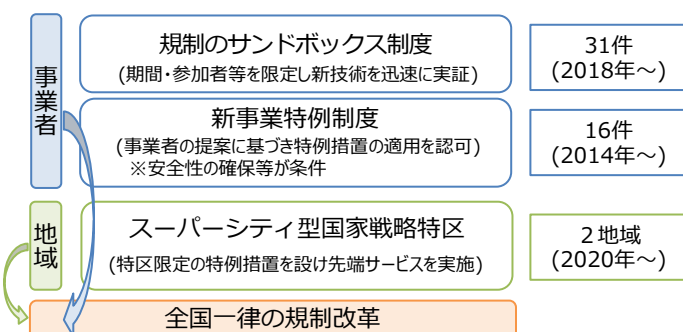 事業者
規制のサンドボックス制度
(期間・参加者等を限定し新技術を迅速に実証)
31件
(2018年~)
新事業特例制度
(事業者の提案に基づき特例措置の適用を認可)
※安全性の確保等が条件
16件
(2014年~)
地域
スーパーシティ型国家戦略特区
(特区限定の特例措置を設け先端サービスを実施)
2地域
(2020年~)
全国一律の規制改革